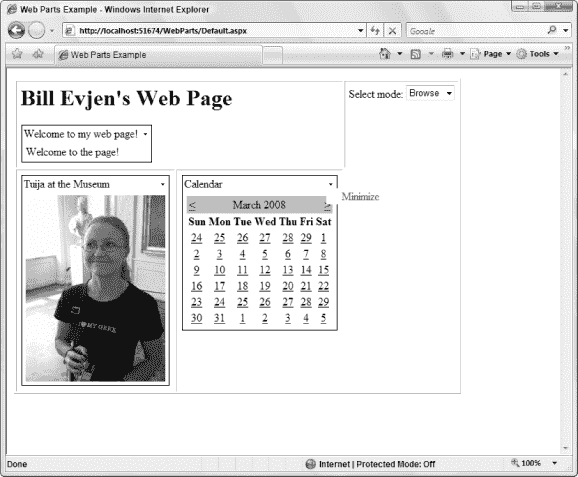 Web Parts Example - Windows Internet Explorer
http://localhost:51674/WebParts/Default.aspx
Google
Web Parts Example
Page
Tools
Bill Evjen's Web Page
Select mode: Browse
Welcome to my web page!
Welcome to the page!
Tuija at the Museum
I ♥ MY GEEK
Calendar
Minimize
< March 2008 >
Sun Mon Tue Wed Thu Fri Sat
24 25 26 27 28 29 1
2 3 4 5 6 7 8
9 10 11 12 13 14 15
16 17 18 19 20 21 22
23 24 25 26 27 28 29
30 31 1 2 3 4 5
Done
Internet | Protected Mode: Off
100%